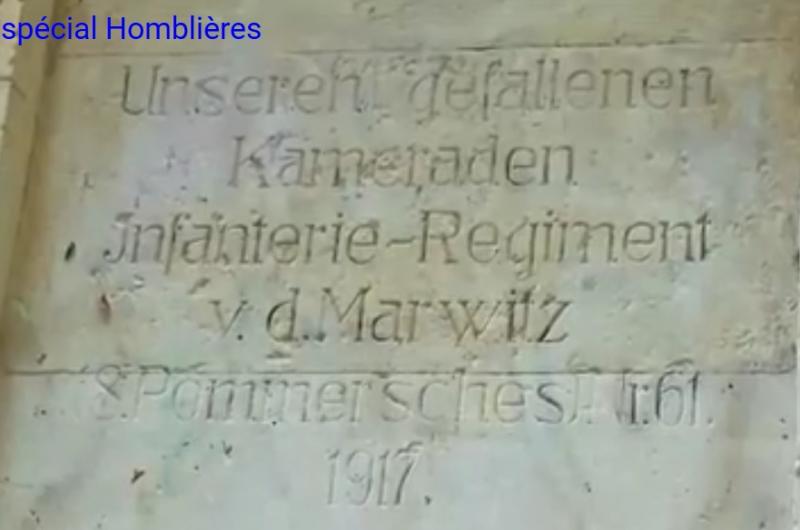 spécial Homblières
Unseren gefallenen
Kameraden
Infanterie-Regiment
v. d. Marwitz
(8. Pommersches) Nr. 61.
1917.